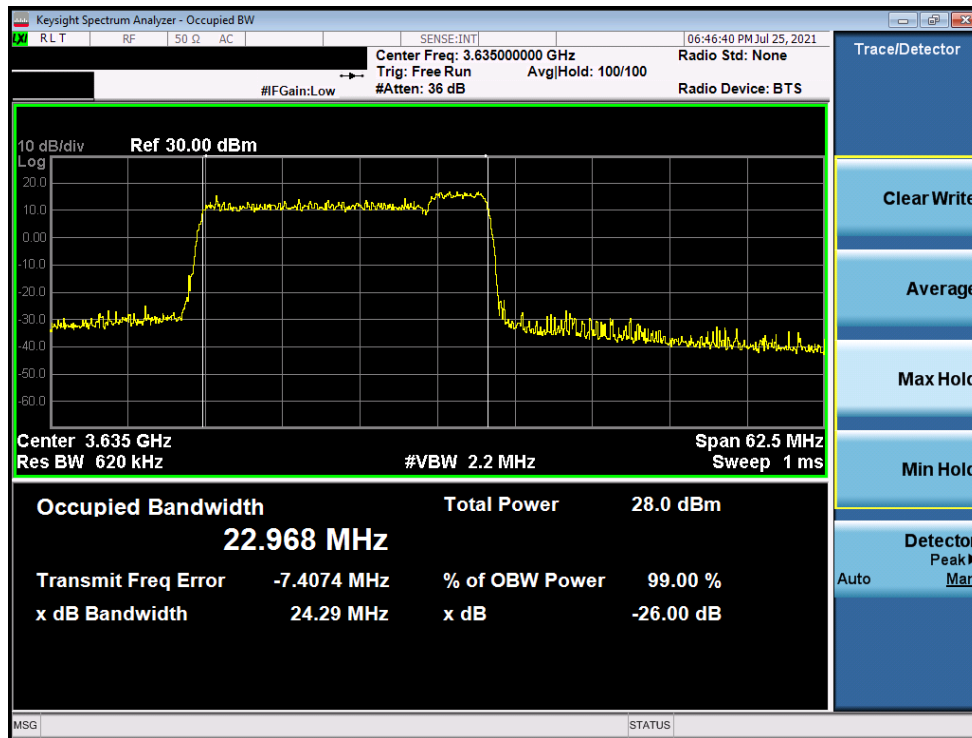 Keysight Spectrum Analyzer - Occupied BW
LXI RLT RF 50 Ω AC SENSE:INT 06:46:40 PM Jul 25, 2021
Center Freq: 3.635000000 GHz Radio Std: None
Trig: Free Run Avg|Hold: 100/100
#IFGain:Low #Atten: 36 dB Radio Device: BTS
10 dB/div Ref 30.00 dBm
Log
20.0
10.0
0.00
-10.0
-20.0
-30.0
-40.0
-50.0
-60.0
Center 3.635 GHz Span 62.5 MHz
Res BW 620 kHz #VBW 2.2 MHz Sweep 1 ms
Occupied Bandwidth Total Power 28.0 dBm
22.968 MHz
Transmit Freq Error -7.4074 MHz % of OBW Power 99.00 %
x dB Bandwidth 24.29 MHz x dB -26.00 dB
MSG STATUS
Trace/Detector
Clear Write
Average
Max Hold
Min Hold
Detector
Peak
Auto Man